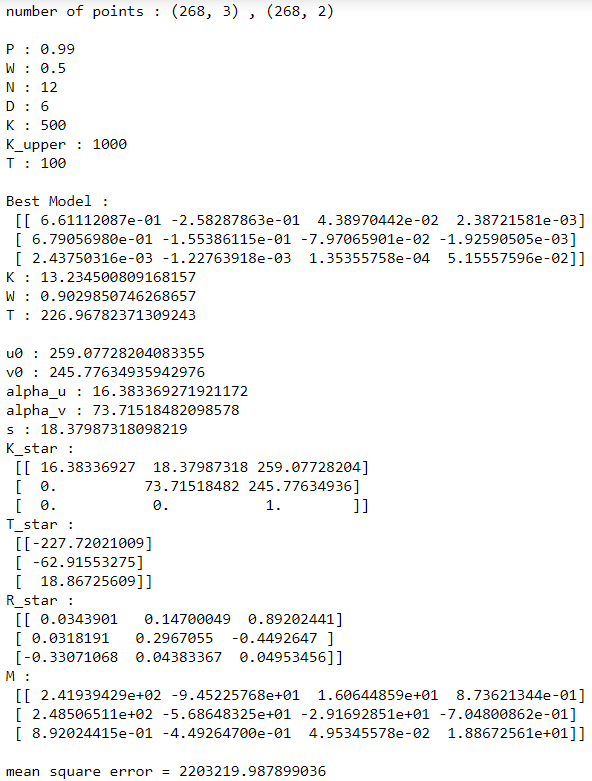 number of points : (268, 3) , (268, 2)
P : 0.99
W : 0.5
N : 12
D : 6
K : 500
K_upper : 1000
T : 100
Best Model :
[[ 6.61112087e-01 -2.58287863e-01 4.38970442e-02 2.38721581e-03]
[ 6.79056980e-01 -1.55386115e-01 -7.97065901e-02 -1.92590505e-03]
[ 2.43750316e-03 -1.22763918e-03 1.35355758e-04 5.15557596e-02]]
K : 13.234500809168157
W : 0.9029850746268657
T : 226.96782371309243
u0 : 259.07728204083355
v0 : 245.77634935942976
alpha_u : 16.383369271921172
alpha_v : 73.71518482098578
s : 18.37987318098219
K_star :
[[ 16.38336927 18.37987318 259.07728204]
[ 0. 73.71518482 245.77634936]
[ 0. 0. 1. ]]
T_star :
[[-227.72021009]
[ -62.91553275]
[ 18.86725609]]
R_star :
[[ 0.0343901 0.14700049 0.89202441]
[ 0.0318191 0.2967055 -0.4492647 ]
[-0.33071068 0.04383367 0.04953456]]
M :
[[ 2.41939429e+02 -9.45225768e+01 1.60644859e+01 8.73621344e-01]
[ 2.48506511e+02 -5.68648325e+01 -2.91692851e+01 -7.04800862e-01]
[ 8.92024415e-01 -4.49264700e-01 4.95345578e-02 1.88672561e+01]]
mean square error = 2203219.987899036